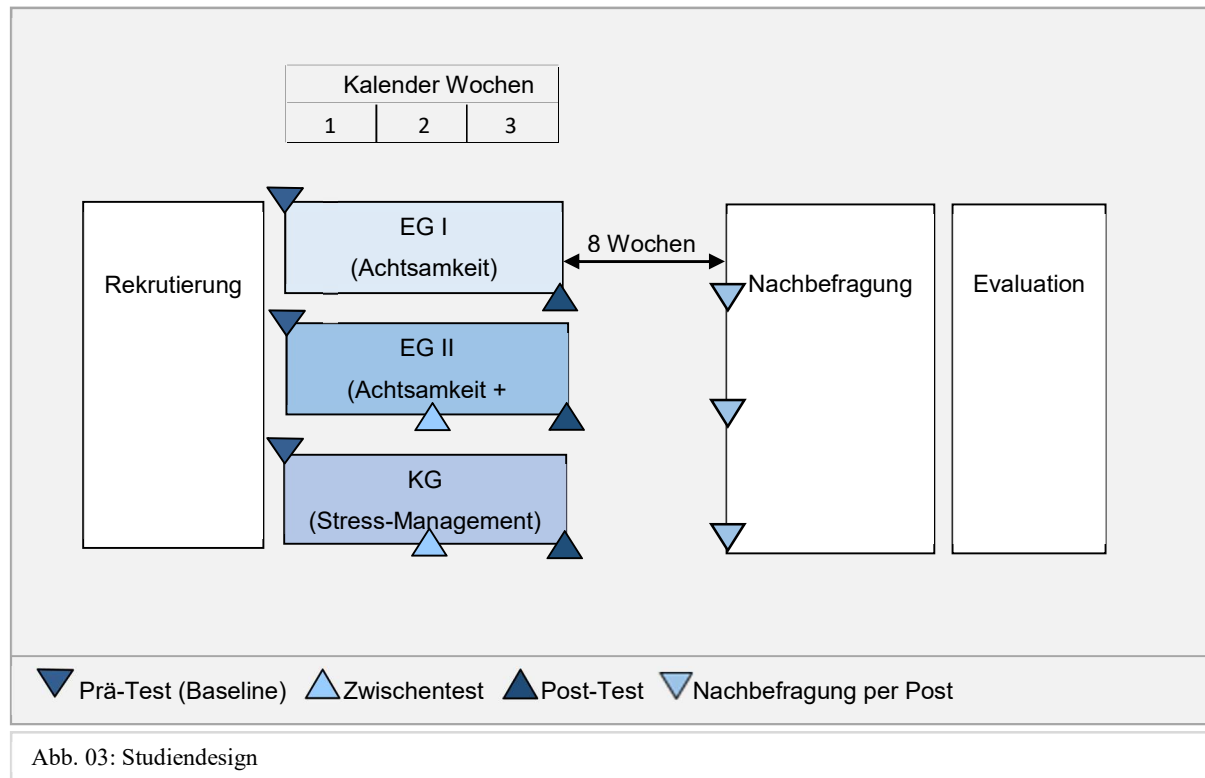 Kalender Wochen
1 2 3
Rekrutierung
EG I
(Achtsamkeit)
8 Wochen
EG II
(Achtsamkeit +
KG
(Stress-Management)
Nachbefragung
Evaluation
Prä-Test (Baseline) Zwischentest Post-Test Nachbefragung per Post
Abb. 03: Studiendesign